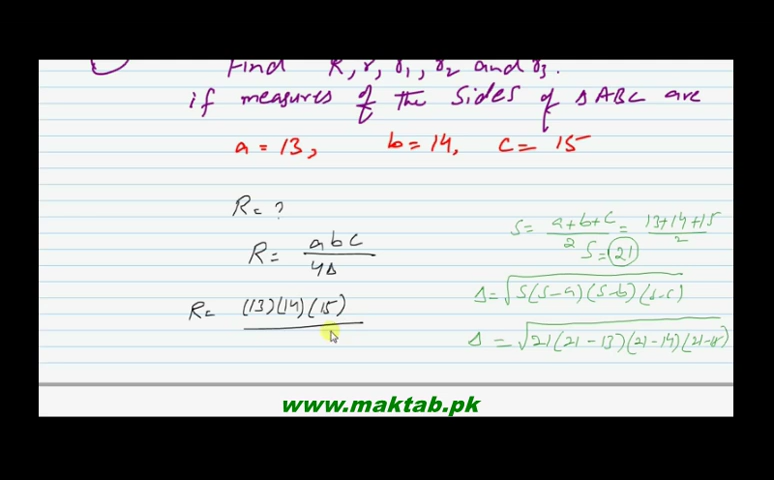 Find R, r, r1, r2 and r3.
if measures of the sides of Δ ABC are
a = 13, b = 14, c = 15
R = ?
R = abc / 4Δ
R = (13)(14)(15)
S = a+b+c / 2 = 13+14+15 / 2
S = 21
Δ = √S(S-a)(S-b)(S-c)
Δ = √21(21-13)(21-14)(21-15)
www.maktab.pk